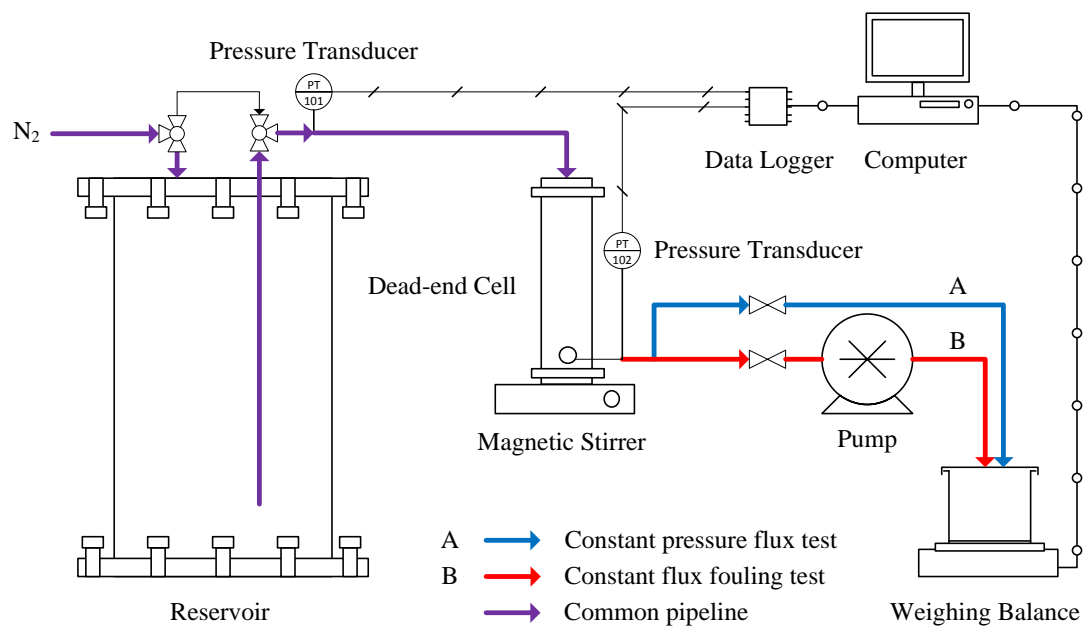 Pressure Transducer
PT
101
N2
Data Logger
Computer
PT
102
Pressure Transducer
Dead-end Cell
A
B
Magnetic Stirrer
Pump
A Constant pressure flux test
B Constant flux fouling test
Common pipeline
Reservoir
Weighing Balance